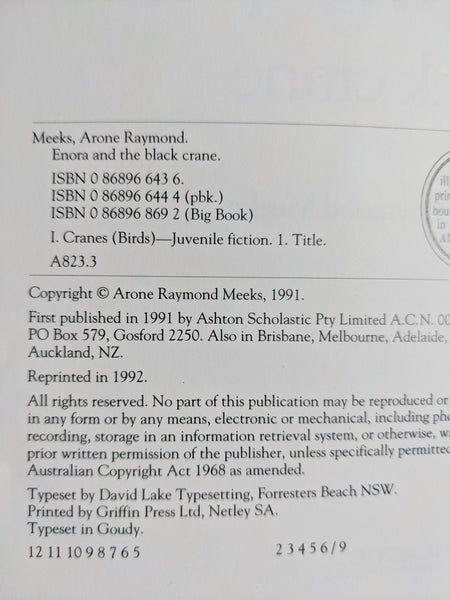 Meeks, Arone Raymond.
Enora and the black crane.
ISBN 0 86896 643 6.
ISBN 0 86896 644 4 (pbk.)
ISBN 0 86896 869 2 (Big Book)
I. Cranes (Birds)—Juvenile fiction. 1. Title.
A823.3
Copyright © Arone Raymond Meeks, 1991.
First published in 1991 by Ashton Scholastic Pty Limited A.C.N. 00
PO Box 579, Gosford 2250. Also in Brisbane, Melbourne, Adelaide,
Auckland, NZ.
Reprinted in 1992.
All rights reserved. No part of this publication may be reproduced or
in any form or by any means, electronic or mechanical, including pho
recording, storage in an information retrieval system, or otherwise, w
prior written permission of the publisher, unless specifically permitted
Australian Copyright Act 1968 as amended.
Typeset by David Lake Typesetting, Forresters Beach NSW.
Printed by Griffin Press Ltd, Netley SA.
Typeset in Goudy.
12 11 10 9 8 7 6 5 2 3 4 5 6 / 9